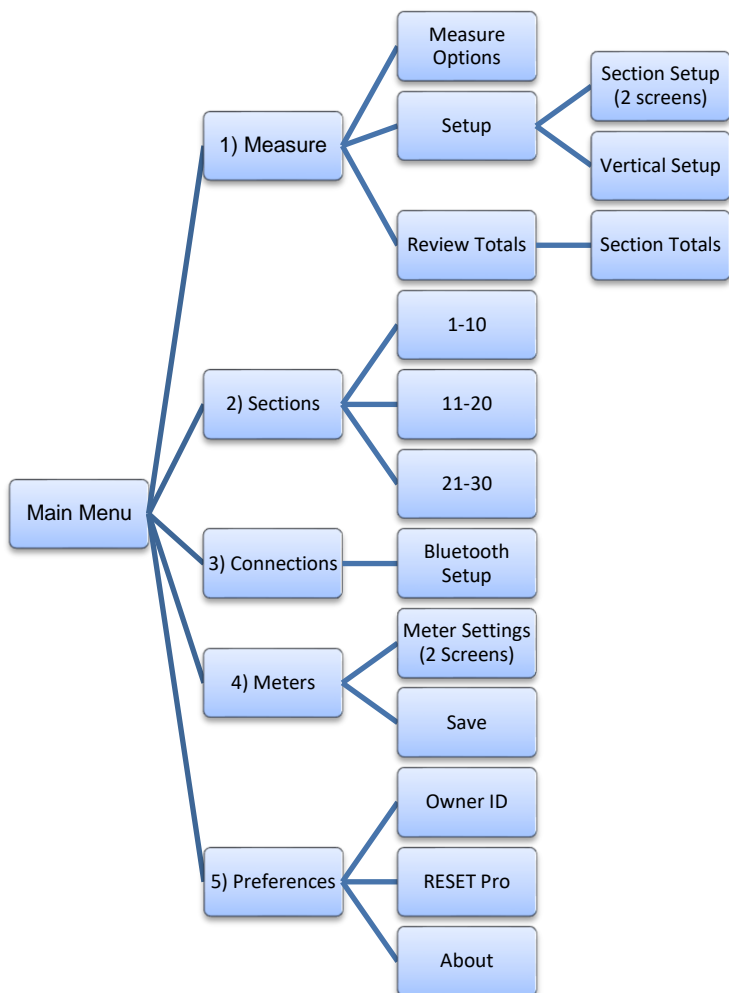 Main Menu
1) Measure
Measure
Options
Setup
Section Setup
(2 screens)
Vertical Setup
Review Totals
Section Totals
2) Sections
1-10
11-20
21-30
3) Connections
Bluetooth
Setup
4) Meters
Meter Settings
(2 Screens)
Save
5) Preferences
Owner ID
RESET Pro
About